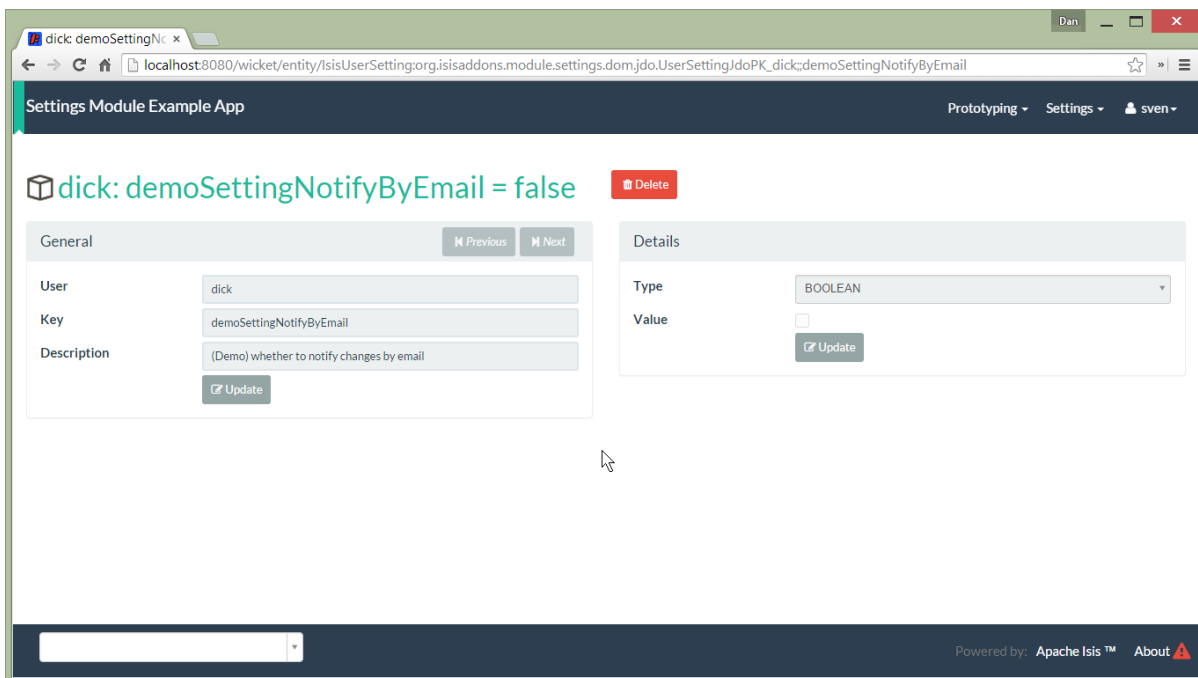 Dan
dick: demoSettingNc
localhost:8080/wicket/entity/IsisUserSetting:org.isisaddons.module.settings.dom.jdo.UserSettingJdoPK_dick;;demoSettingNotifyByEmail
Settings Module Example App
Prototyping Settings sven
dick: demoSettingNotifyByEmail = false
Delete
General
Previous
Next
User
dick
Key
demoSettingNotifyByEmail
Description
(Demo) whether to notify changes by email
Update
Details
Type
BOOLEAN
Value
Update
Powered by: Apache Isis ™ About